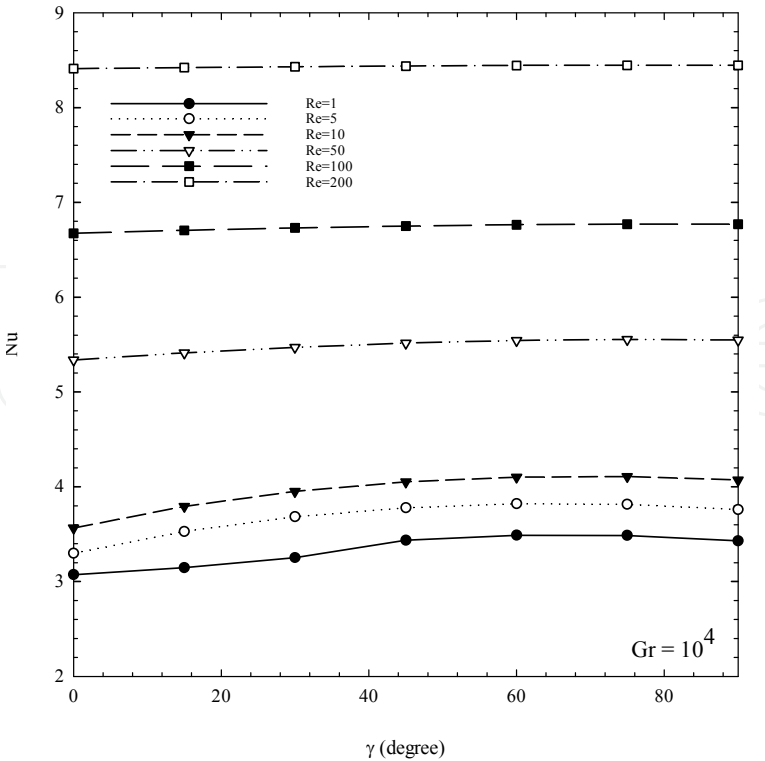 9
8
7
6
5
4
3
2
Nu
Re=1
Re=5
Re=10
Re=50
Re=100
Re=200
Gr = 10^4
0 20 40 60 80
γ (degree)